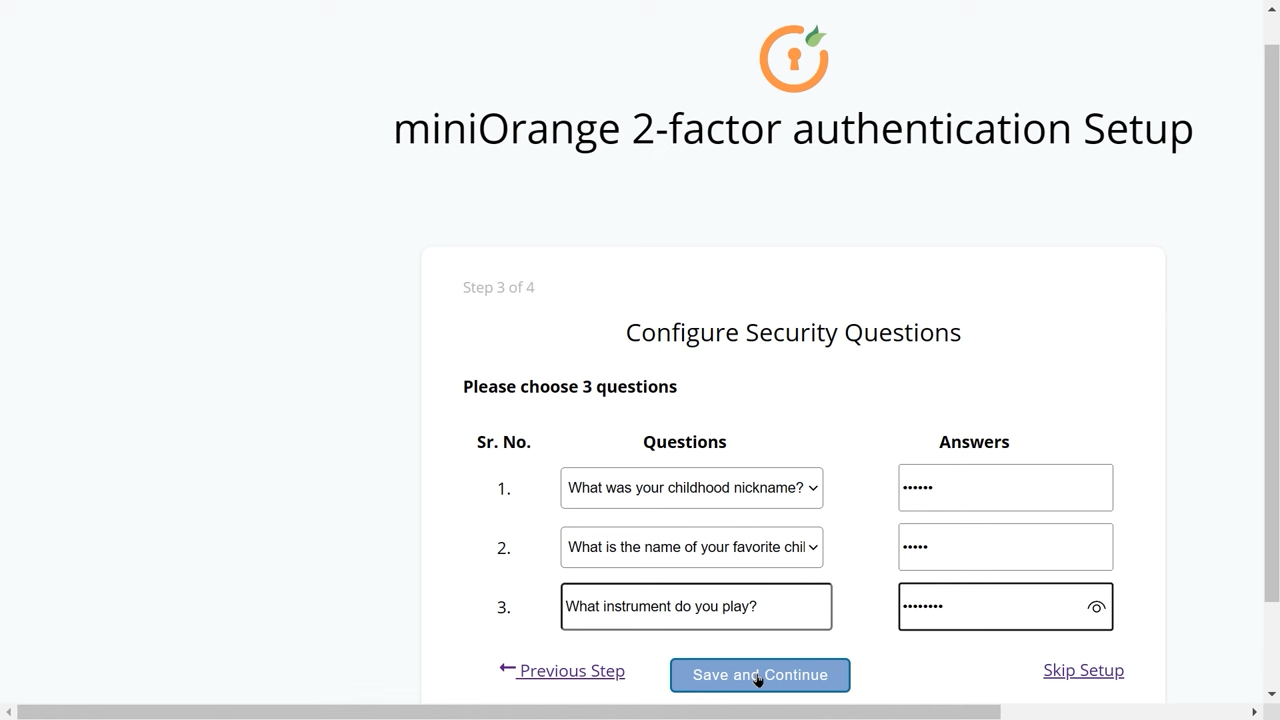 miniOrange 2-factor authentication Setup
Step 3 of 4
Configure Security Questions
Please choose 3 questions
Sr. No. Questions Answers
1. What was your childhood nickname? ••••••
2. What is the name of your favorite chil •••••
3. What instrument do you play? ••••••••
Previous Step Save and Continue Skip Setup